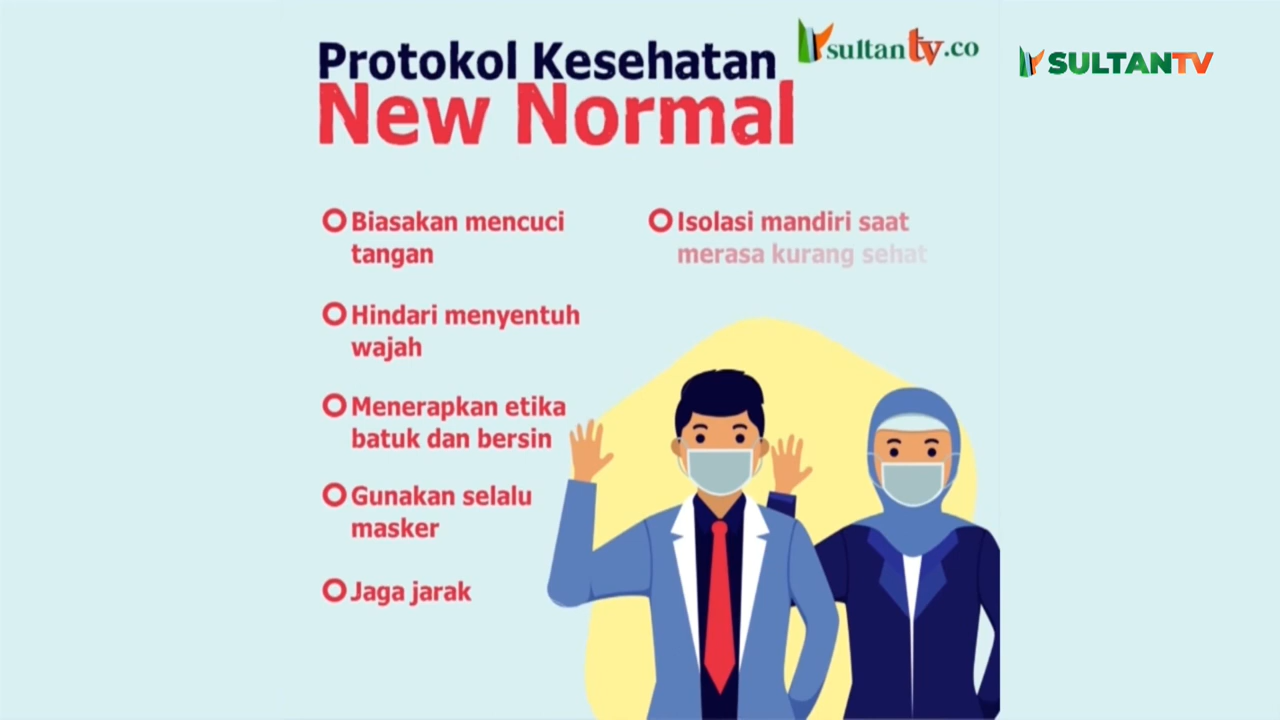 Protokol Kesehatan
New Normal
sultantv.co
SULTANTV
Biasakan mencuci
tangan
Hindari menyentuh
wajah
Menerapkan etika
batuk dan bersin
Gunakan selalu
masker
Jaga jarak
Isolasi mandiri saat
merasa kurang sehat